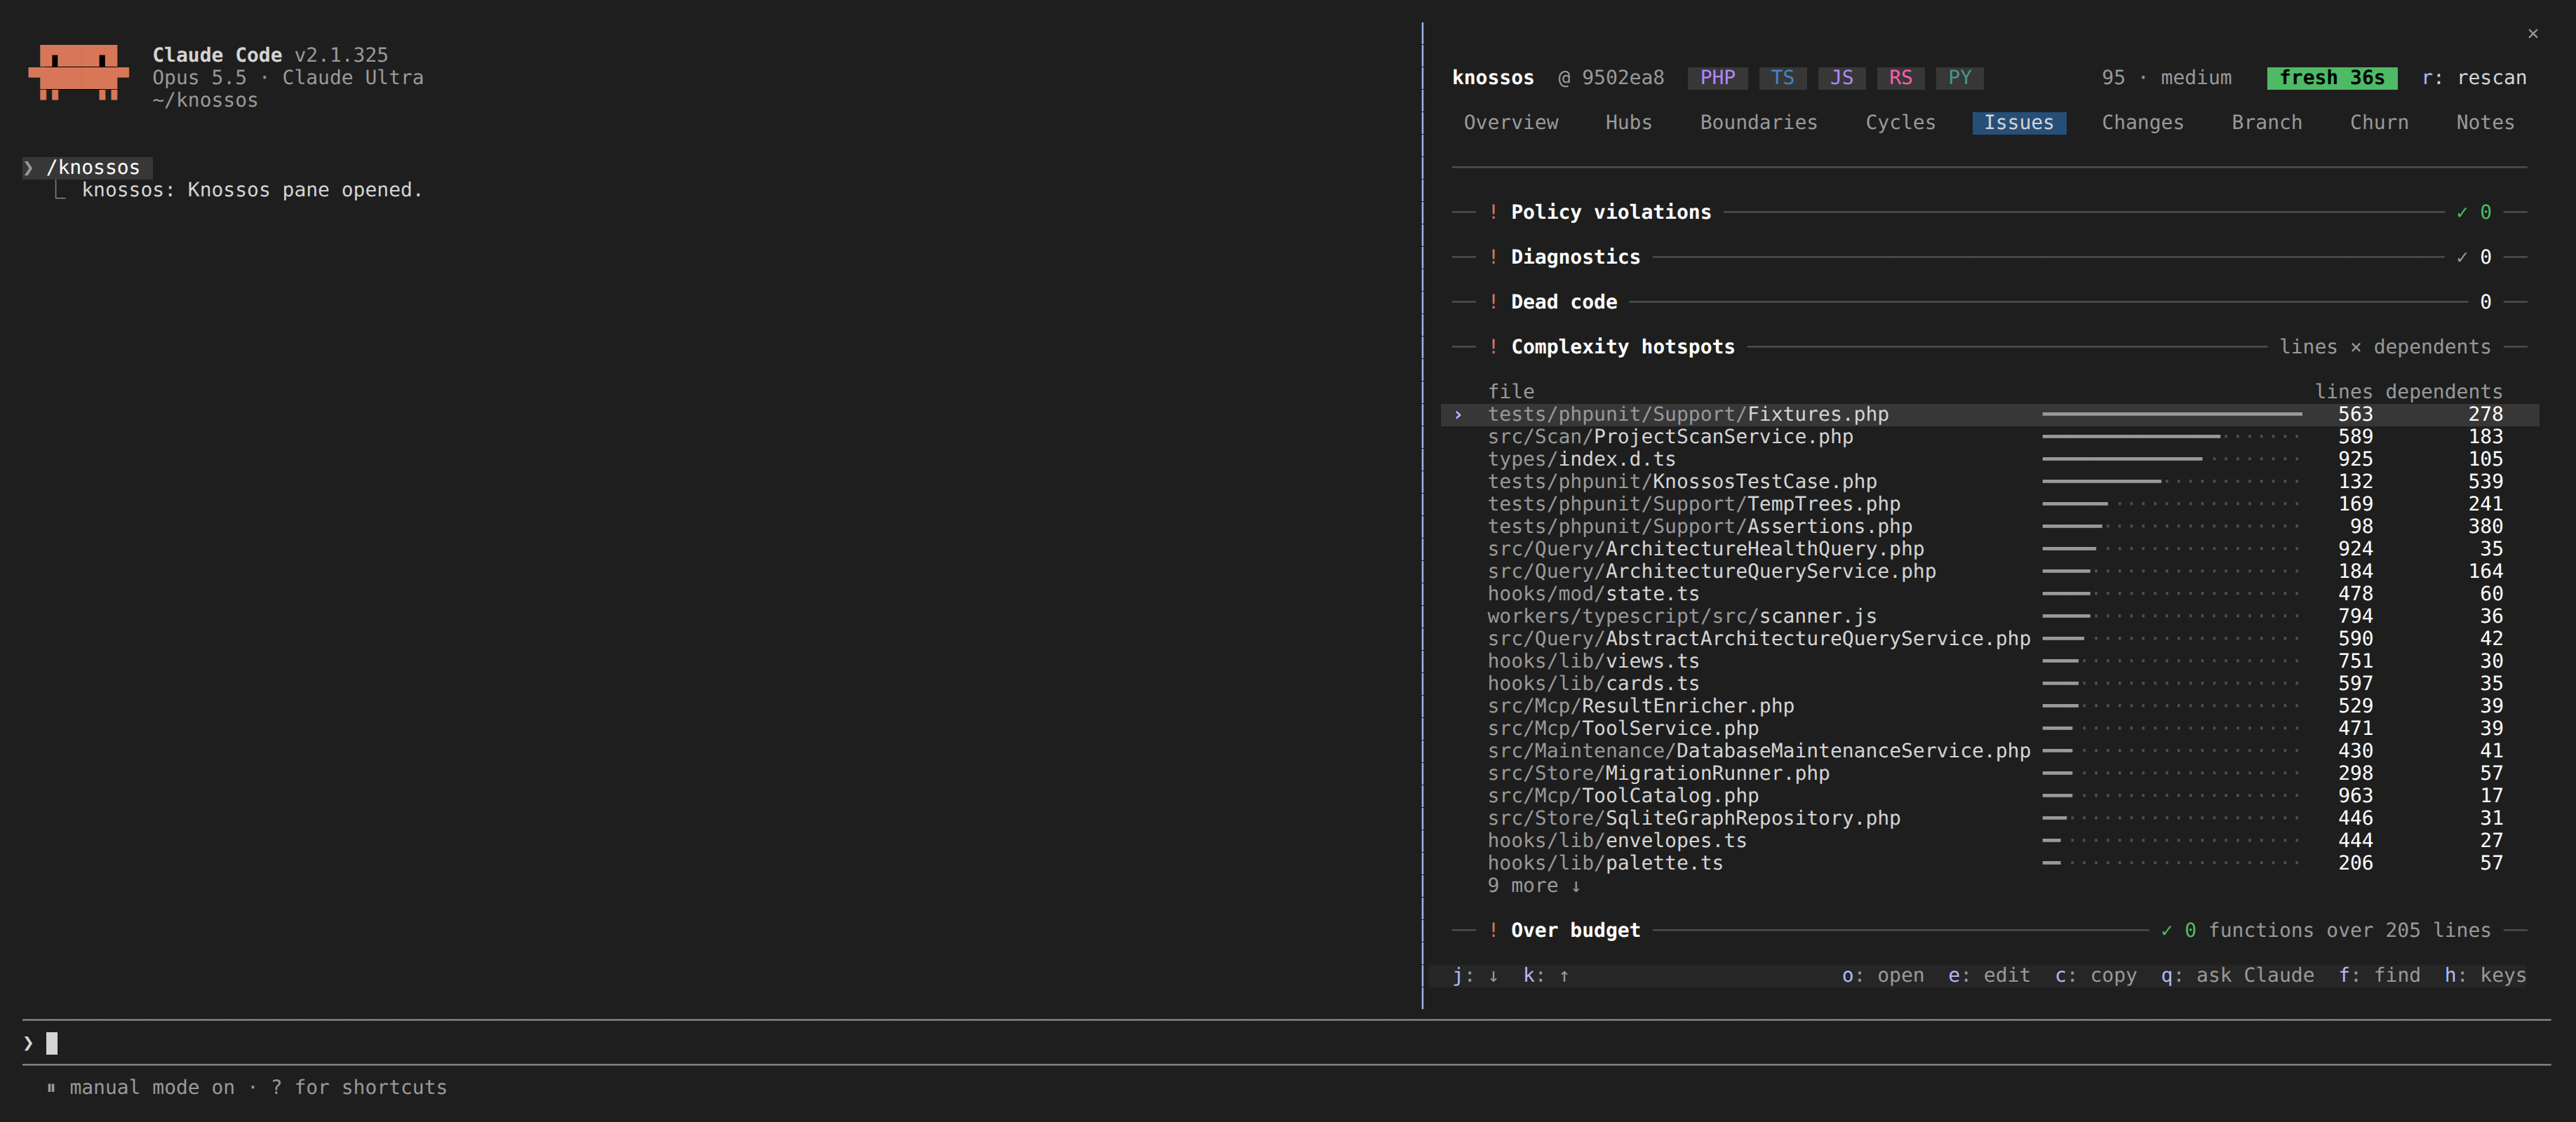 Claude Code v2.1.325
Opus 5.5 · Claude Ultra
~/knossos
❯ /knossos
⎿ knossos: Knossos pane opened.
×
knossos @ 9502ea8 PHP TS JS RS PY 95 · medium fresh 36s r: rescan
Overview Hubs Boundaries Cycles Issues Changes Branch Churn Notes
! Policy violations ✓ 0
! Diagnostics ✓ 0
! Dead code 0
! Complexity hotspots lines × dependents
file lines dependents
› tests/phpunit/Support/Fixtures.php 563 278
src/Scan/ProjectScanService.php 589 183
types/index.d.ts 925 105
tests/phpunit/KnossosTestCase.php 132 539
tests/phpunit/Support/TempTrees.php 169 241
tests/phpunit/Support/Assertions.php 98 380
src/Query/ArchitectureHealthQuery.php 924 35
src/Query/ArchitectureQueryService.php 184 164
hooks/mod/state.ts 478 60
workers/typescript/src/scanner.js 794 36
src/Query/AbstractArchitectureQueryService.php 590 42
hooks/lib/views.ts 751 30
hooks/lib/cards.ts 597 35
src/Mcp/ResultEnricher.php 529 39
src/Mcp/ToolService.php 471 39
src/Maintenance/DatabaseMaintenanceService.php 430 41
src/Store/MigrationRunner.php 298 57
src/Mcp/ToolCatalog.php 963 17
src/Store/SqliteGraphRepository.php 446 31
hooks/lib/envelopes.ts 444 27
hooks/lib/palette.ts 206 57
9 more ↓
! Over budget ✓ 0 functions over 205 lines
j: ↓ k: ↑ o: open e: edit c: copy q: ask Claude f: find h: keys
❯
⏸ manual mode on · ? for shortcuts